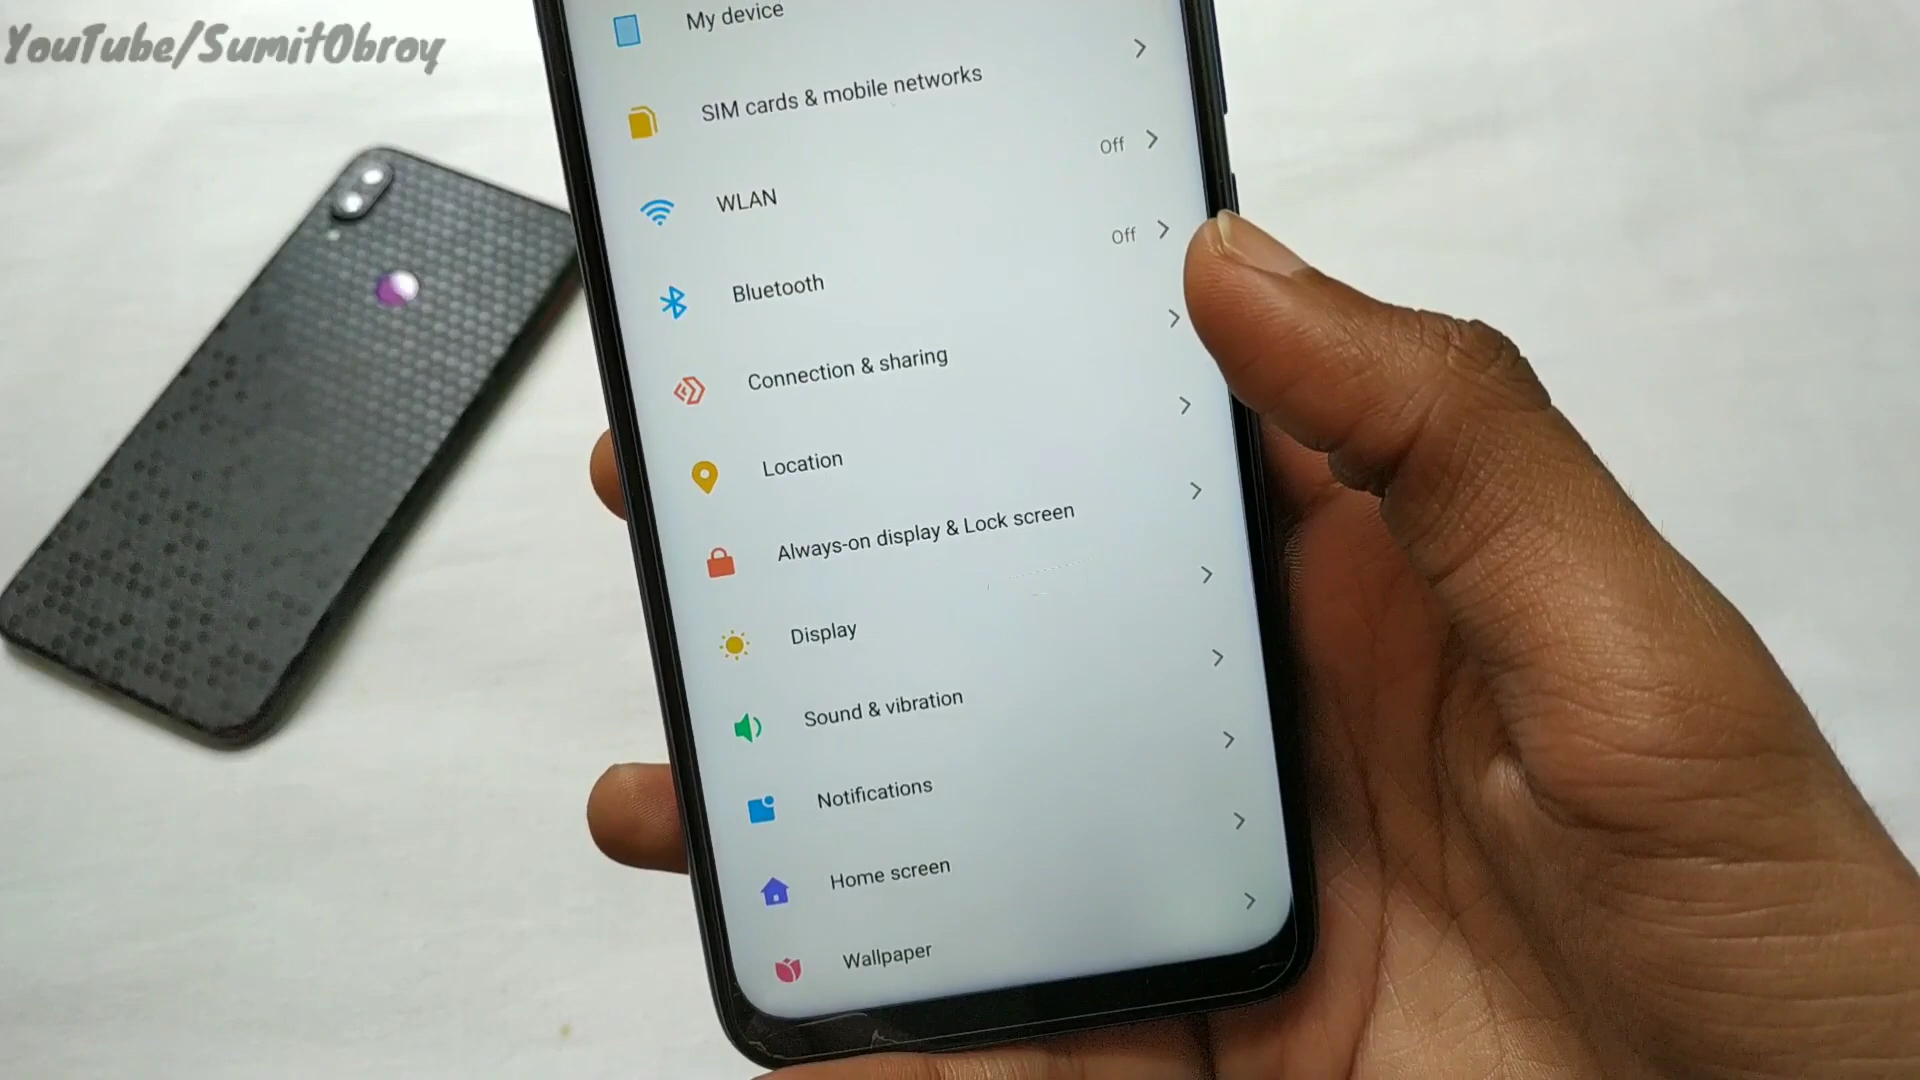 YouTube/SumitObroy
My device
SIM cards & mobile networks
WLAN
Off
Bluetooth
Off
Connection & sharing
Location
Always-on display & Lock screen
Display
Sound & vibration
Notifications
Home screen
Wallpaper